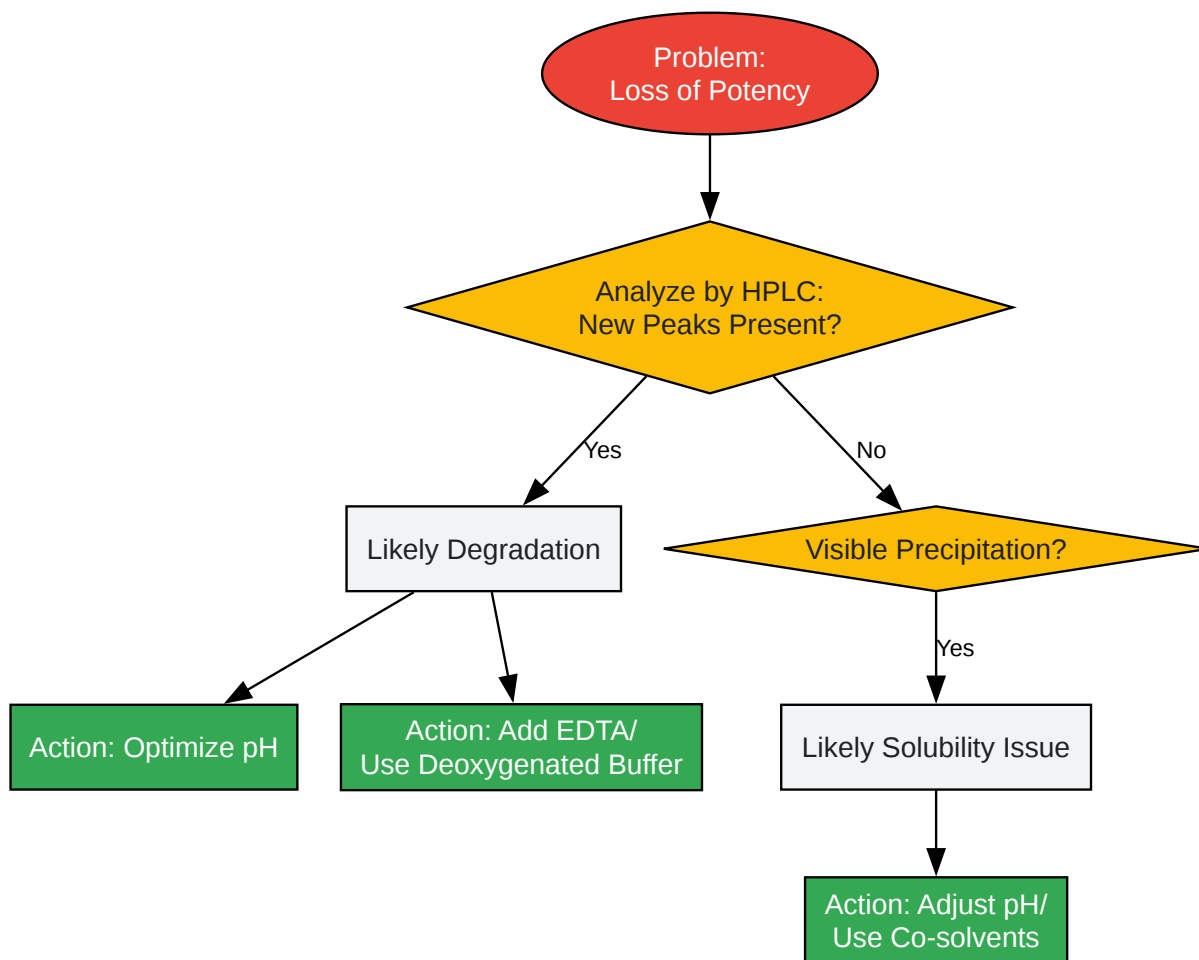 Problem:
Loss of Potency
Analyze by HPLC:
New Peaks Present?
Yes
No
Likely Degradation
Visible Precipitation?
Yes
Action: Optimize pH
Action: Add EDTA/
Use Deoxygenated Buffer
Likely Solubility Issue
Action: Adjust pH/
Use Co-solvents